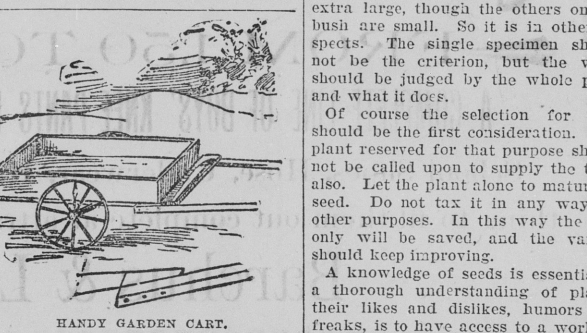 HANDY GARDEN CART.
extra large, though the others on
bush are small. So it is in othe
spects. The single specimen sh
not be the criterion, but the v
should be judged by the whole p
and what it does.
Of course the selection for
should be the first consideration.
plant reserved for that purpose sh
not be called upon to supply the t
also. Let the plant alone to matur
seed. Do not tax it in any way
other purposes. In this way the
only will be saved, and the va
should keep improving.
A knowledge of seeds is essentia
a thorough understanding of pla
their likes and dislikes, humors
freaks, is to have access to a wor